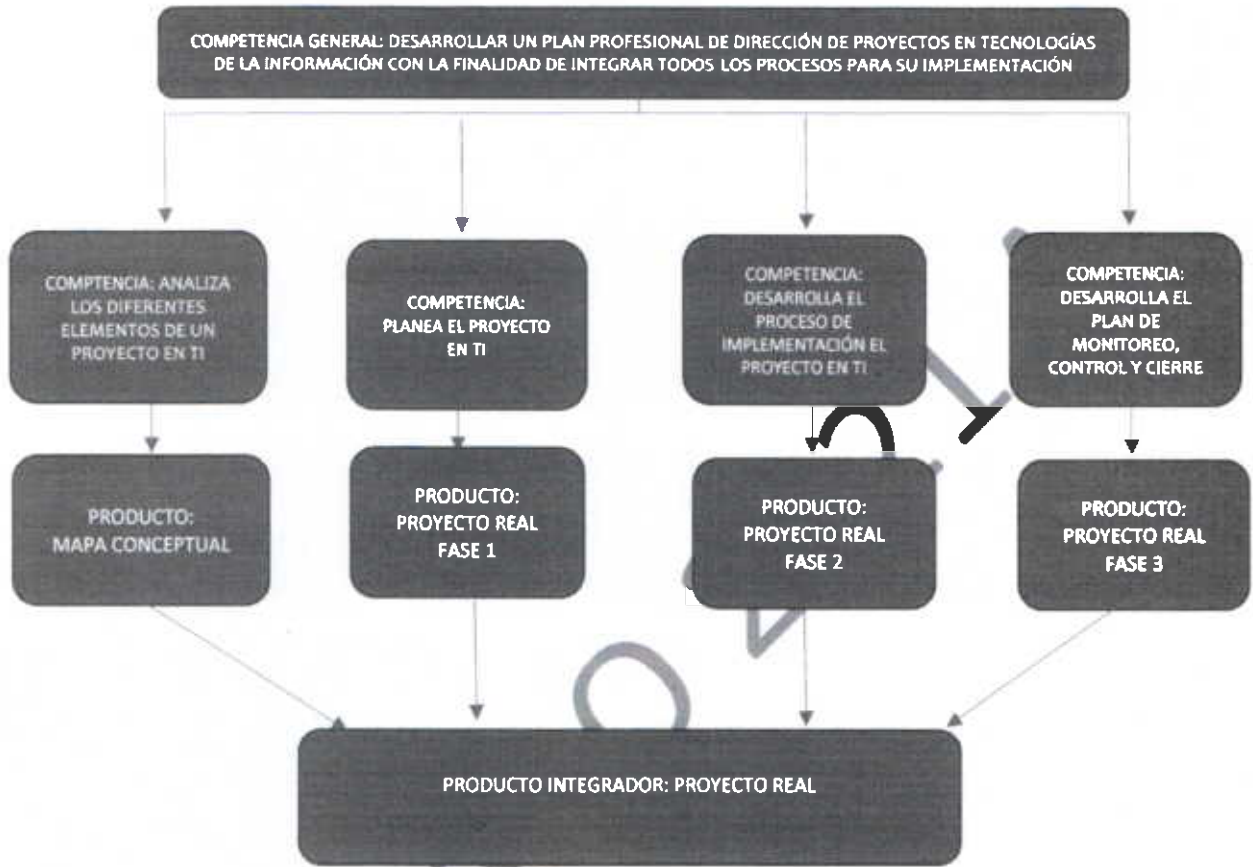 COMPETENCIA GENERAL: DESARROLLAR UN PLAN PROFESIONAL DE DIRECCIÓN DE PROYECTOS EN TECNOLOGÍAS
DE LA INFORMACIÓN CON LA FINALIDAD DE INTEGRAR TODOS LOS PROCESOS PARA SU IMPLEMENTACIÓN
COMPTENCIA: ANALIZA
LOS DIFERENTES
ELEMENTOS DE UN
PROYECTO EN TI
COMPETENCIA:
PLANEA EL PROYECTO
EN TI
COMPETENCIA:
DESARROLLA EL
PROCESO DE
IMPLEMENTACIÓN EL
PROYECTO EN TI
COMPETENCIA:
DESARROLLA EL
PLAN DE
MONITOREO,
CONTROL Y CIERRE
PRODUCTO:
MAPA CONCEPTUAL
PRODUCTO:
PROYECTO REAL
FASE 1
PRODUCTO:
PROYECTO REAL
FASE 2
PRODUCTO:
PROYECTO REAL
FASE 3
PRODUCTO INTEGRADOR: PROYECTO REAL